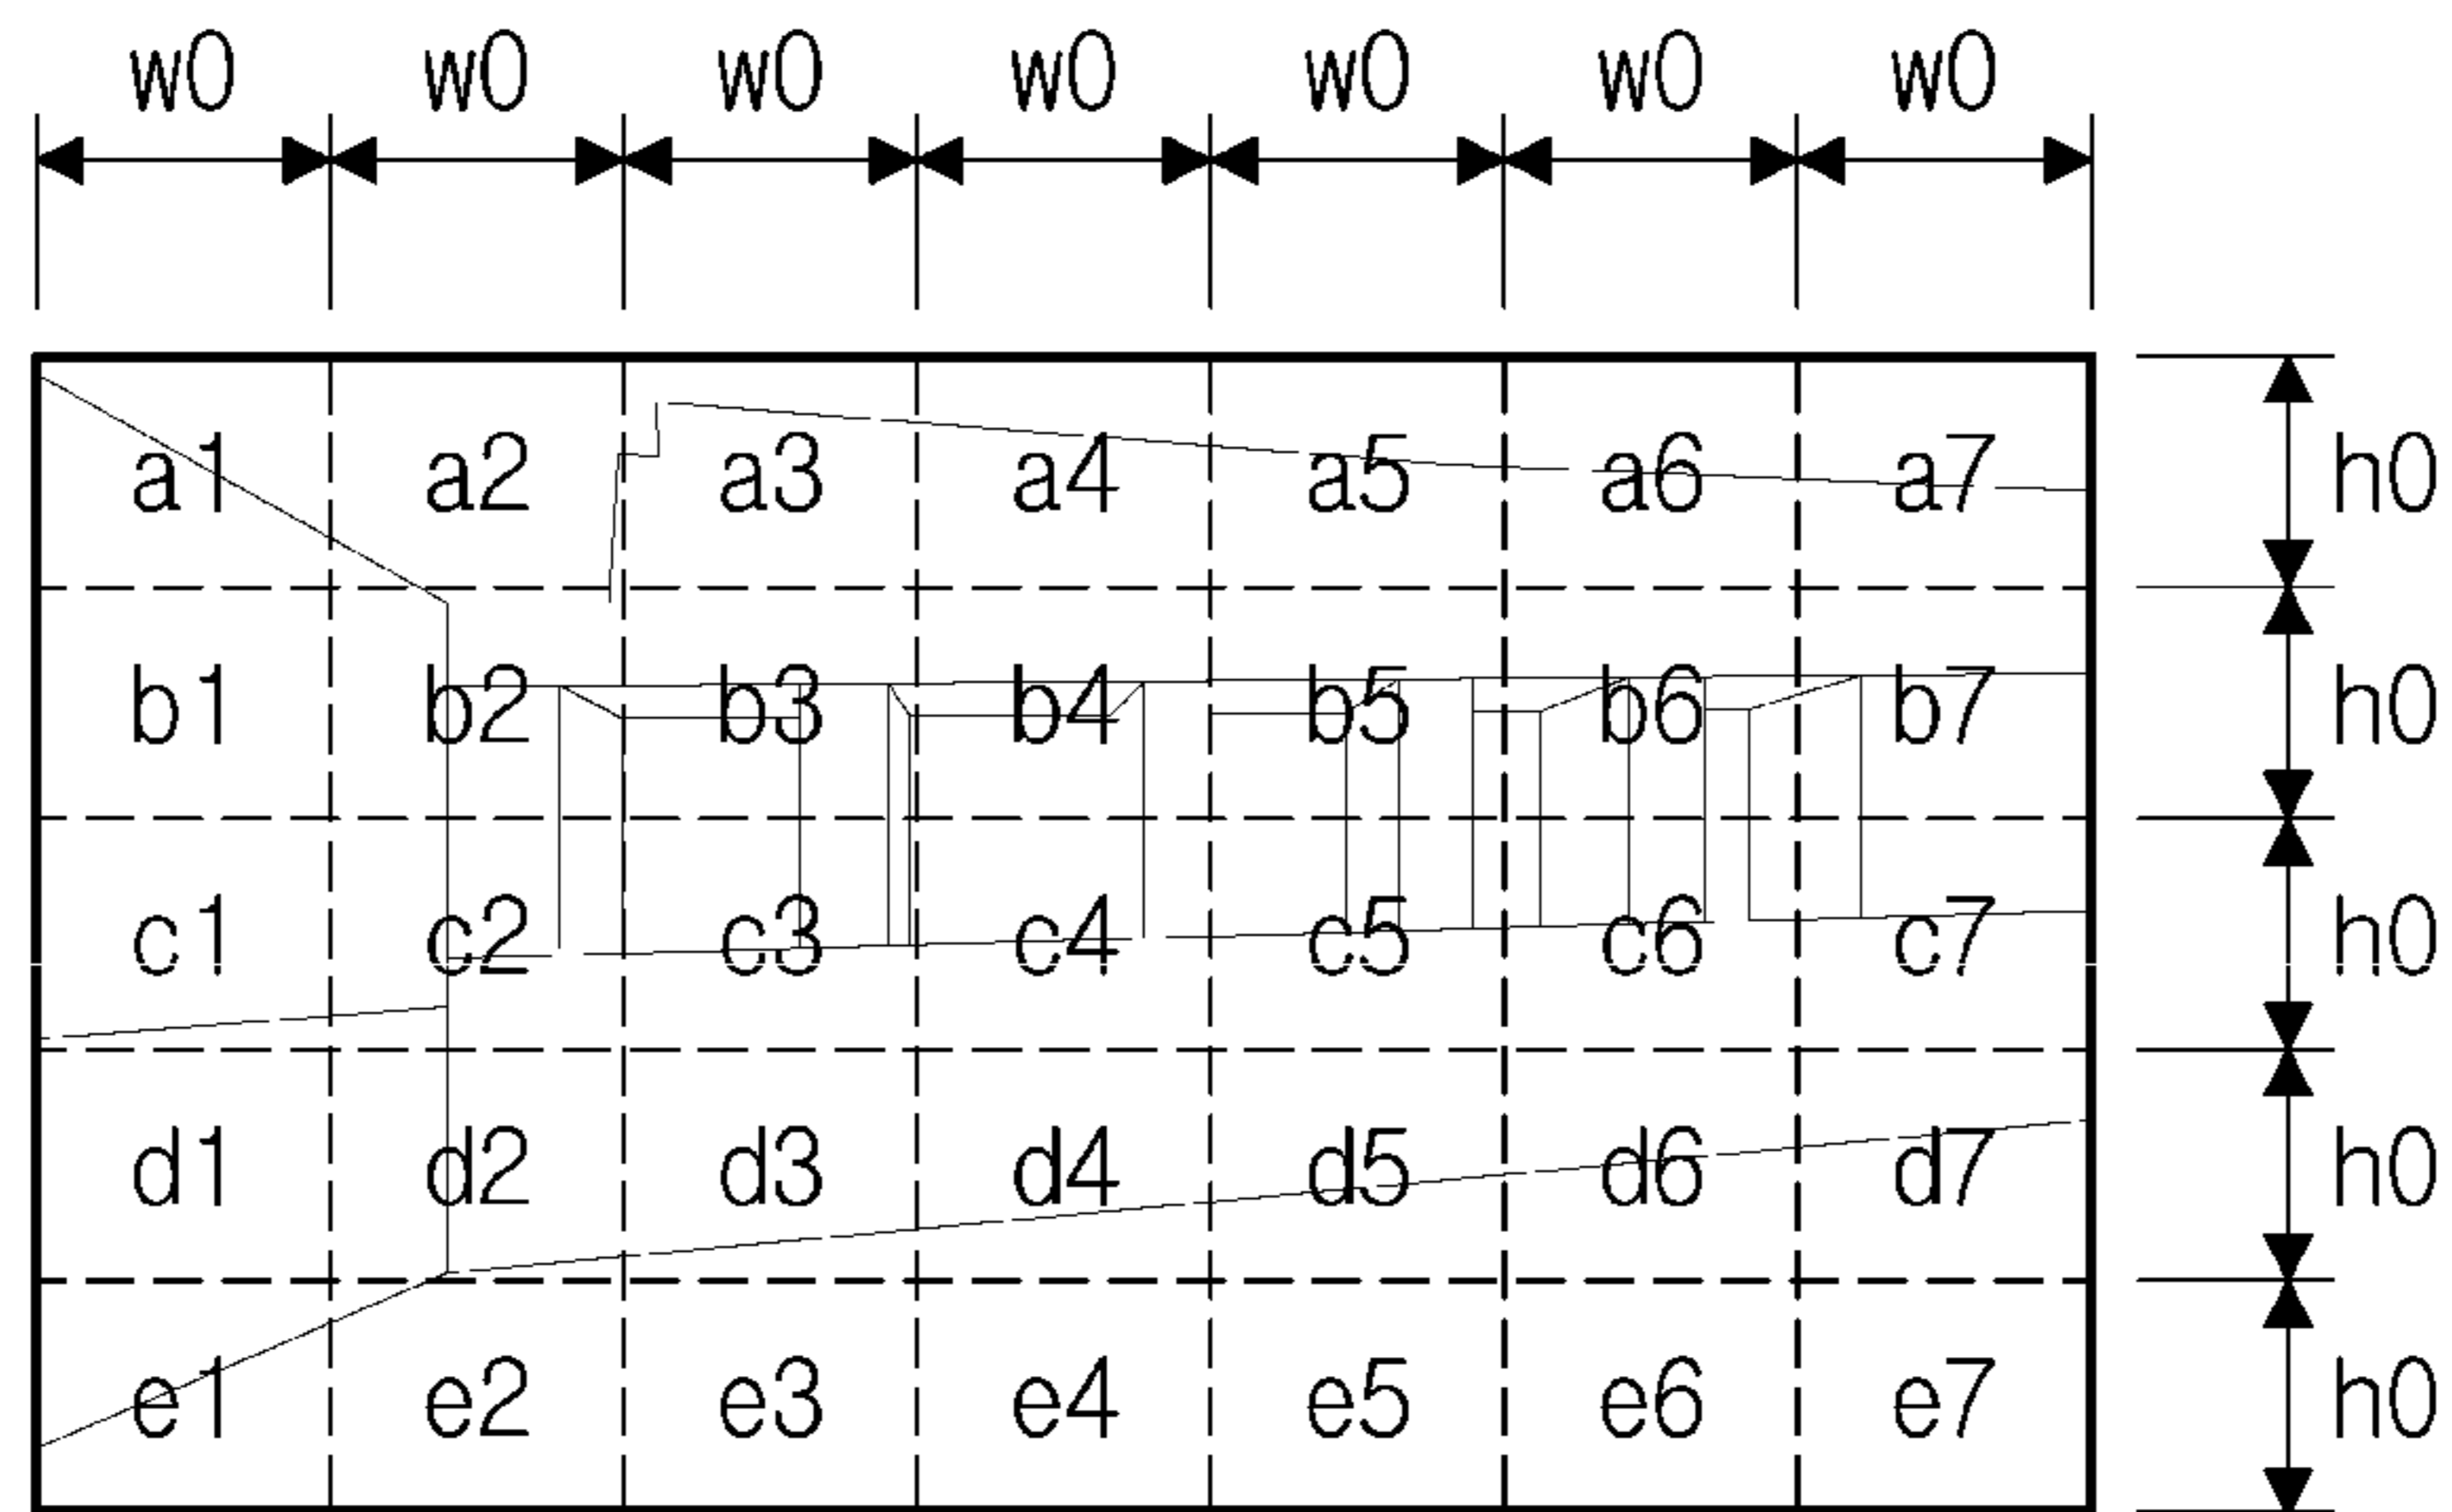 w0 w0 w0 w0 w0 w0 w0
a1 a2 a3 a4 a5 a6 a7 h0
b1 b2 b3 b4 b5 b6 b7 h0
c1 c2 c3 c4 c5 c6 c7 h0
d1 d2 d3 d4 d5 d6 d7 h0
e1 e2 e3 e4 e5 e6 e7 h0